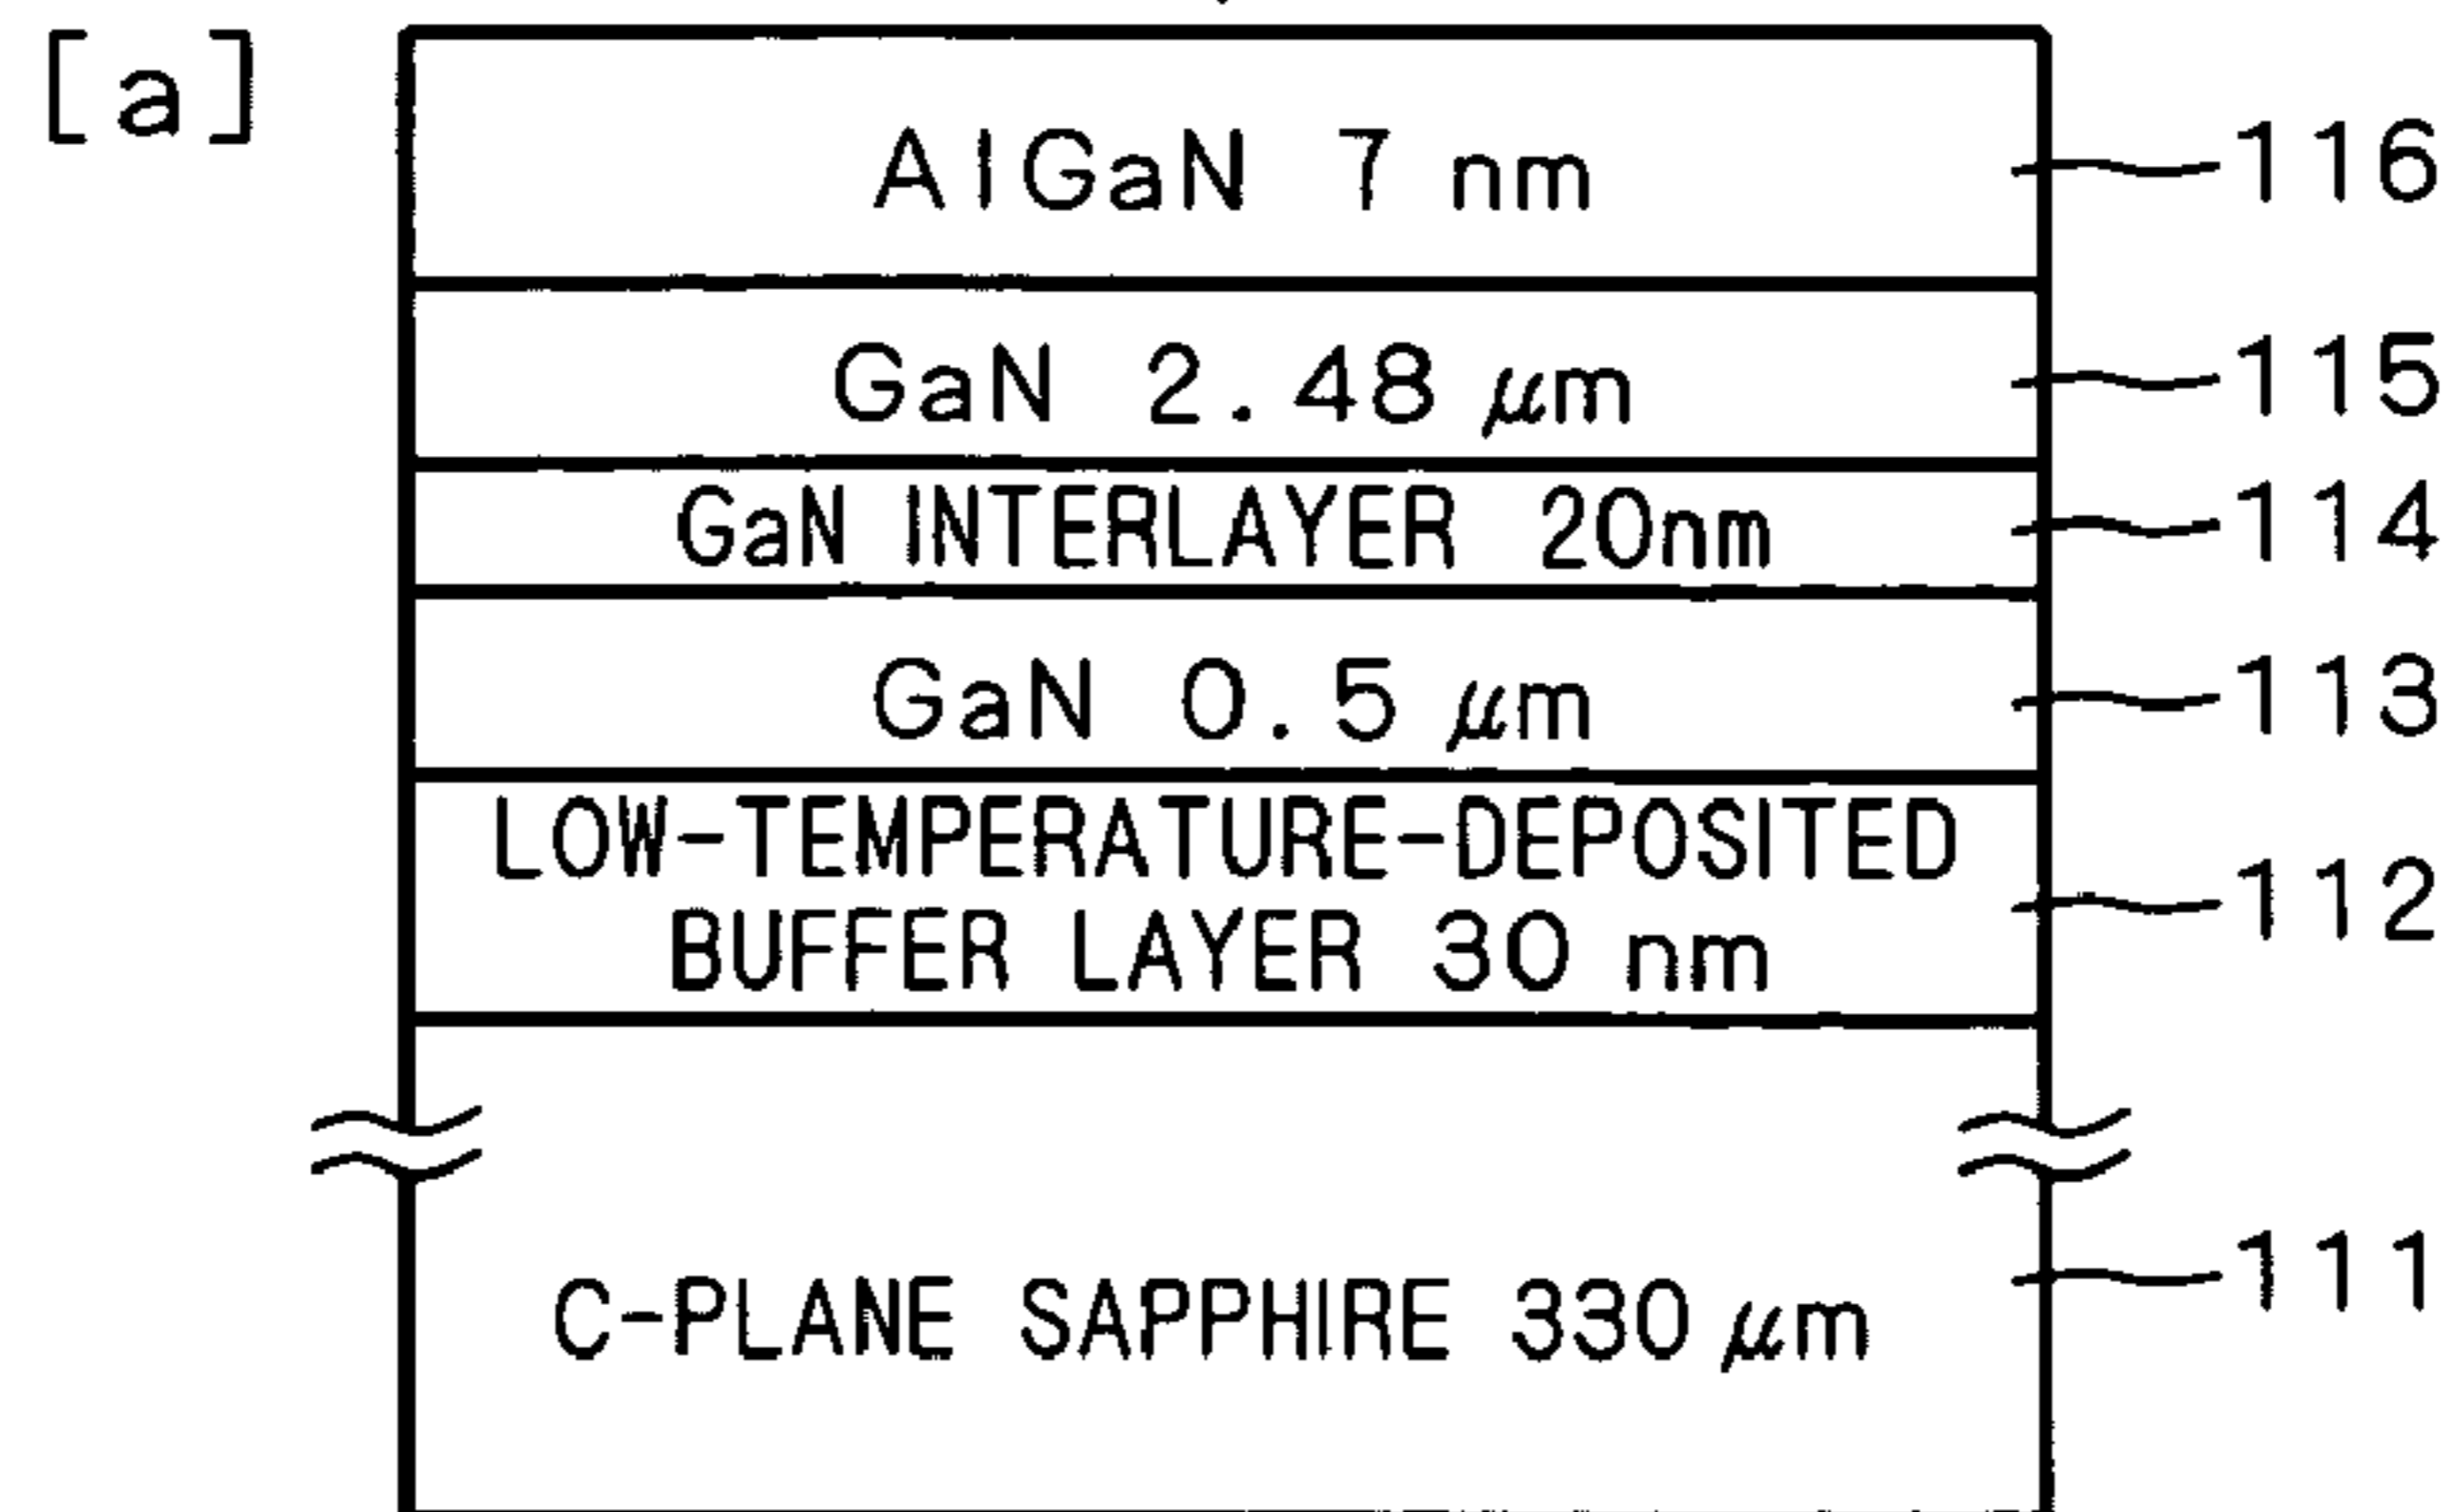 [a]
AlGaN 7 nm 116
GaN 2.48 μm 115
GaN INTERLAYER 20nm 114
GaN 0.5 μm 113
LOW-TEMPERATURE-DEPOSITED
BUFFER LAYER 30 nm 112
C-PLANE SAPPHIRE 330 μm 111